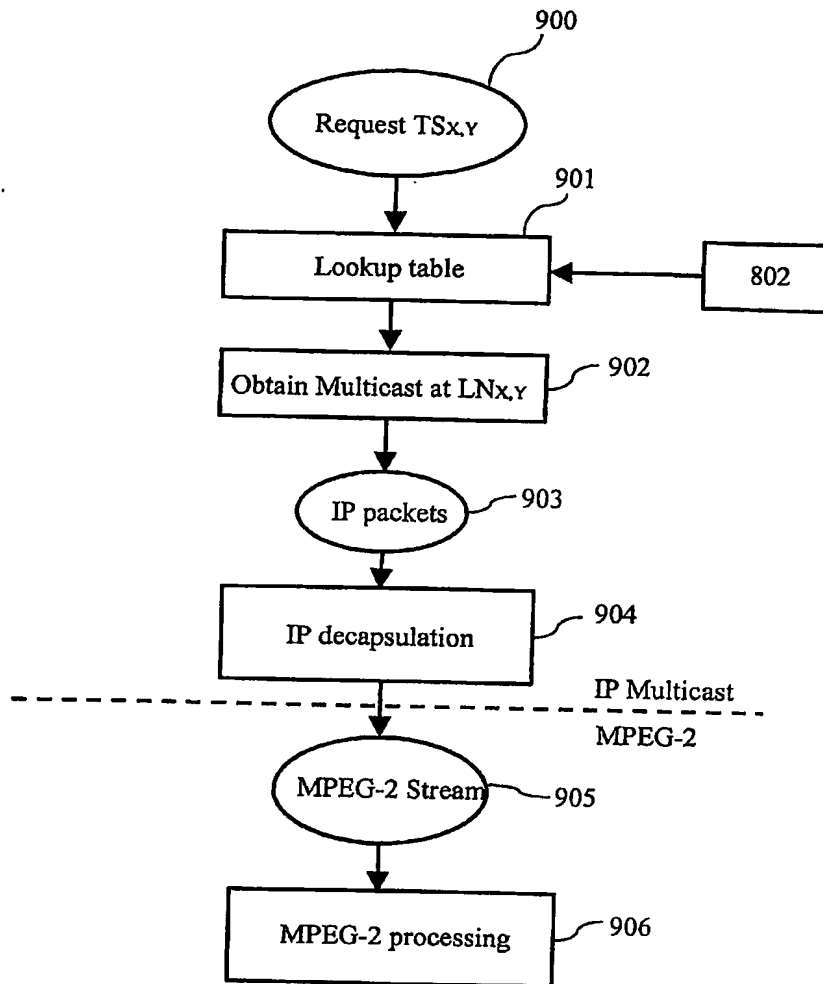 900
Request TSX,Y
901
Lookup table
802
902
Obtain Multicast at LNX,Y
IP packets
903
904
IP decapsulation
IP Multicast
MPEG-2
MPEG-2 Stream
905
906
MPEG-2 processing